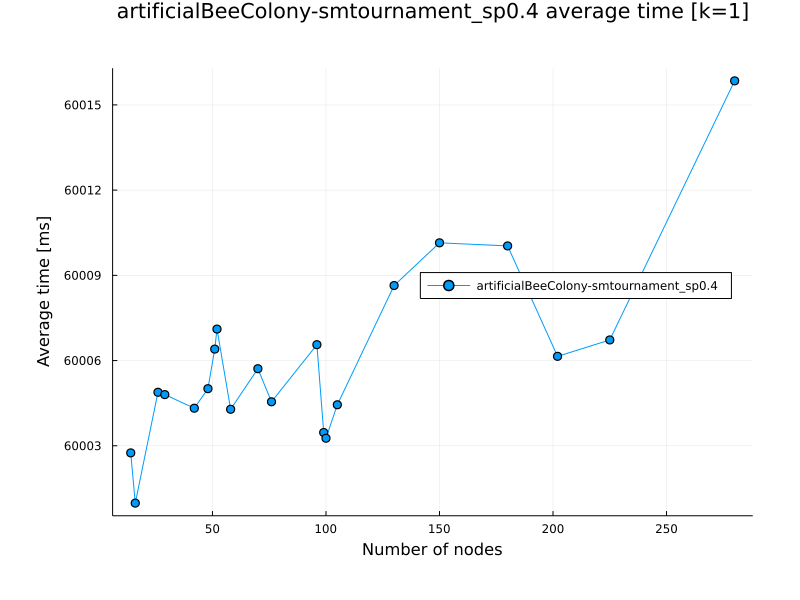 artificialBeeColony-smtournament_sp0.4 average time [k=1]
60015
60012
60009
60006
60003
Average time [ms]
artificialBeeColony-smtournament_sp0.4
50 100 150 200 250
Number of nodes